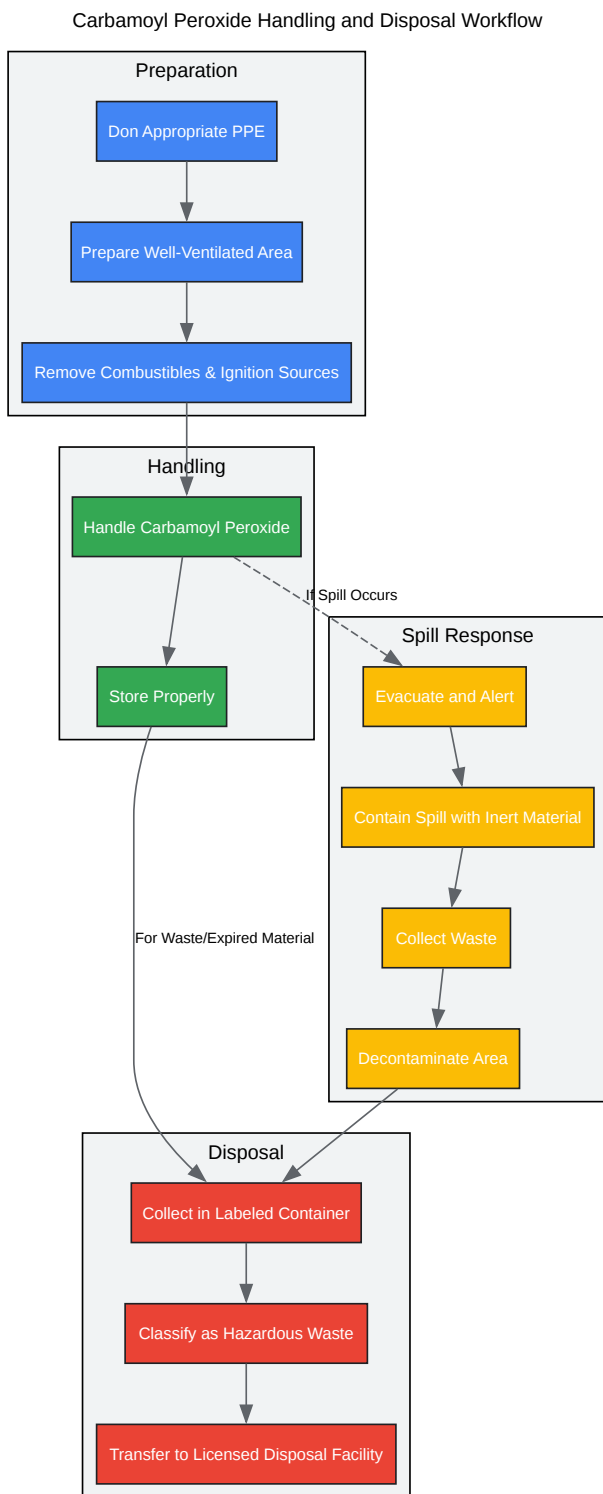 Carbamoyl Peroxide Handling and Disposal Workflow
Preparation
Don Appropriate PPE
Prepare Well-Ventilated Area
Remove Combustibles & Ignition Sources
Handling
Handle Carbamoyl Peroxide
If Spill Occurs
Spill Response
Store Properly
Evacuate and Alert
Contain Spill with Inert Material
Collect Waste
For Waste/Expired Material
Decontaminate Area
Disposal
Collect in Labeled Container
Classify as Hazardous Waste
Transfer to Licensed Disposal Facility